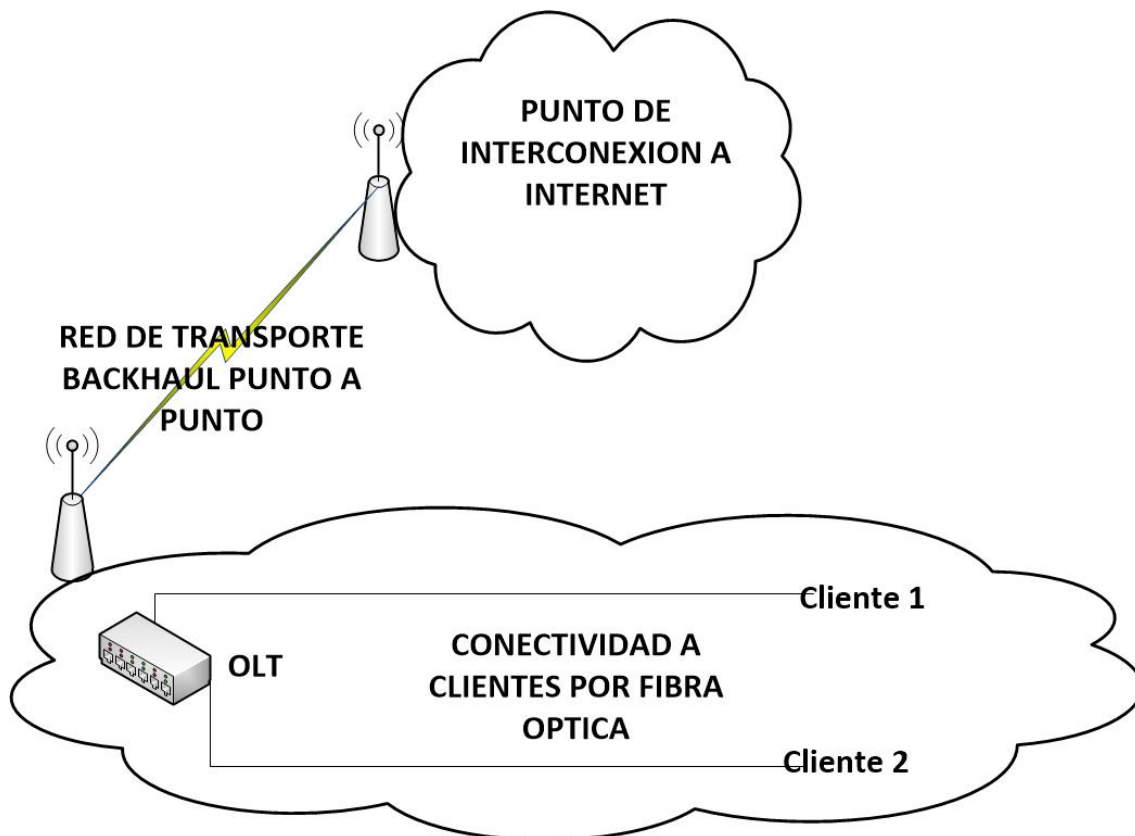 PUNTO DE
INTERCONEXION A
INTERNET
RED DE TRANSPORTE
BACKHAUL PUNTO A
PUNTO
Cliente 1
OLT
CONECTIVIDAD A
CLIENTES POR FIBRA
OPTICA
Cliente 2